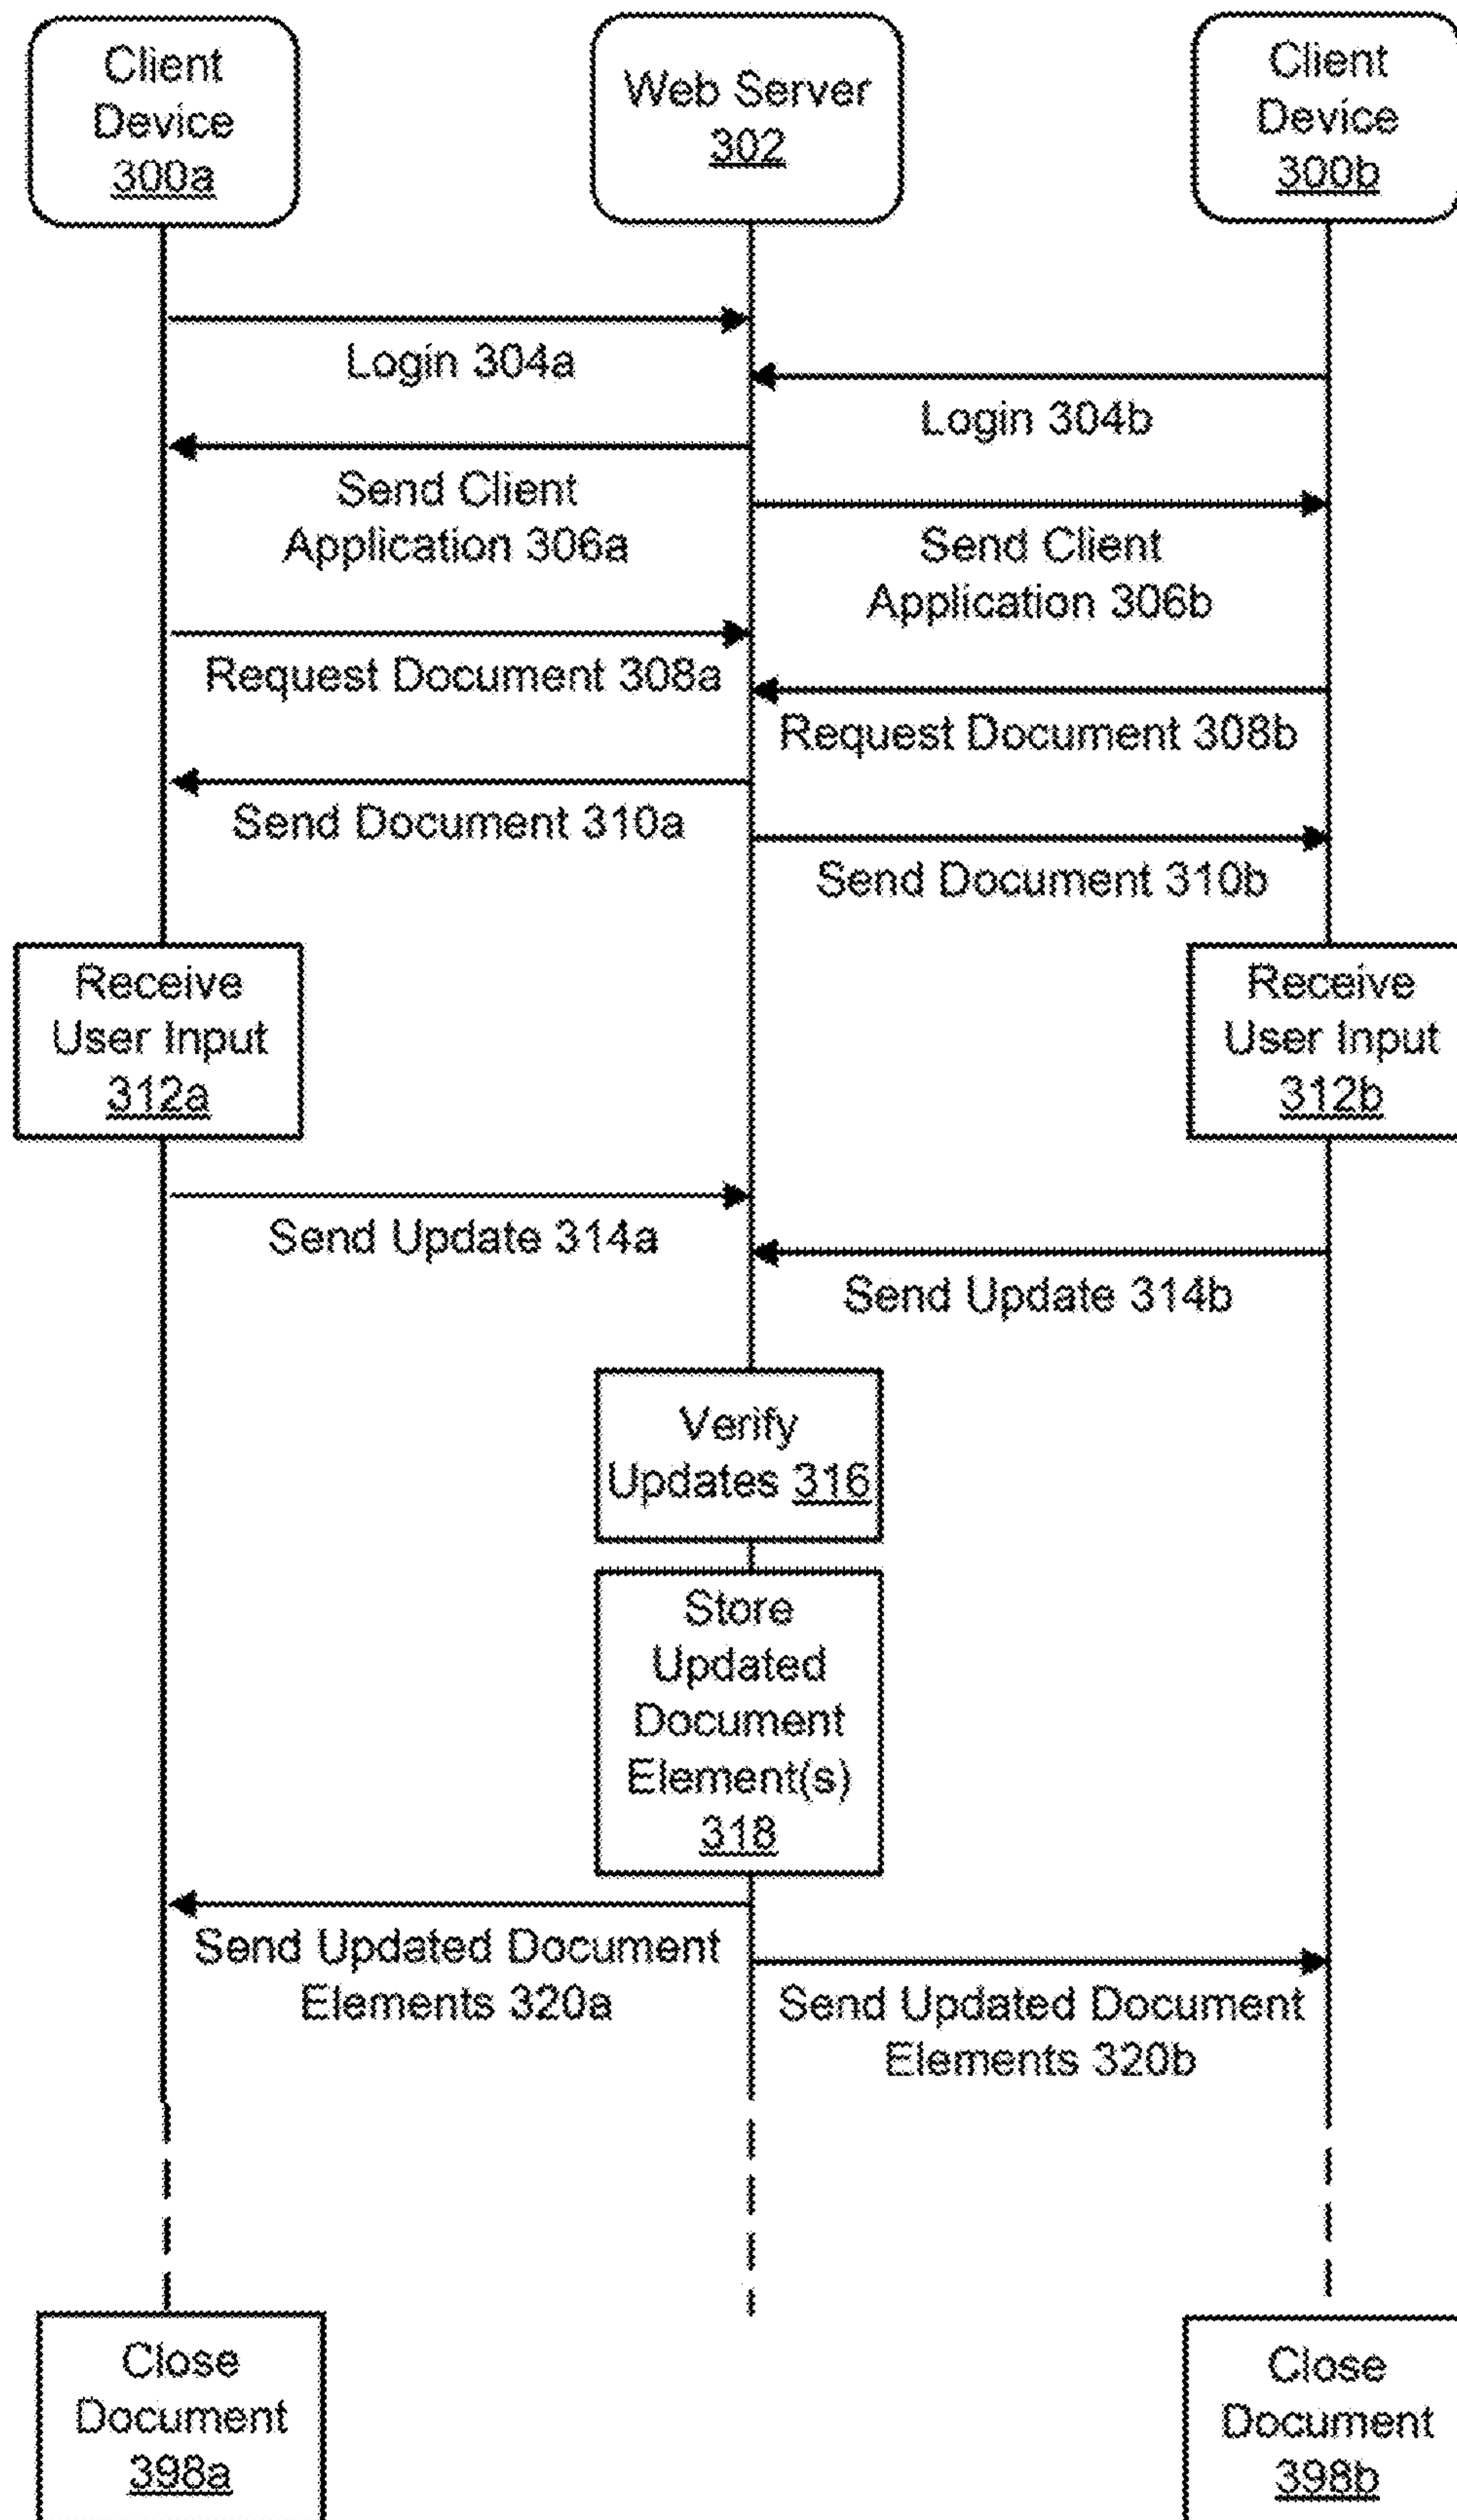 Client
Device
300a
Web Server
302
Client
Device
300b
Login 304a
Login 304b
Send Client
Application 306a
Send Client
Application 306b
Request Document 308a
Request Document 308b
Send Document 310a
Send Document 310b
Receive
User Input
312a
Receive
User Input
312b
Send Update 314a
Send Update 314b
Verify
Updates 316
Store
Updated
Document
Element(s)
318
Send Updated Document
Elements 320a
Send Updated Document
Elements 320b
Close
Document
398a
Close
Document
398b